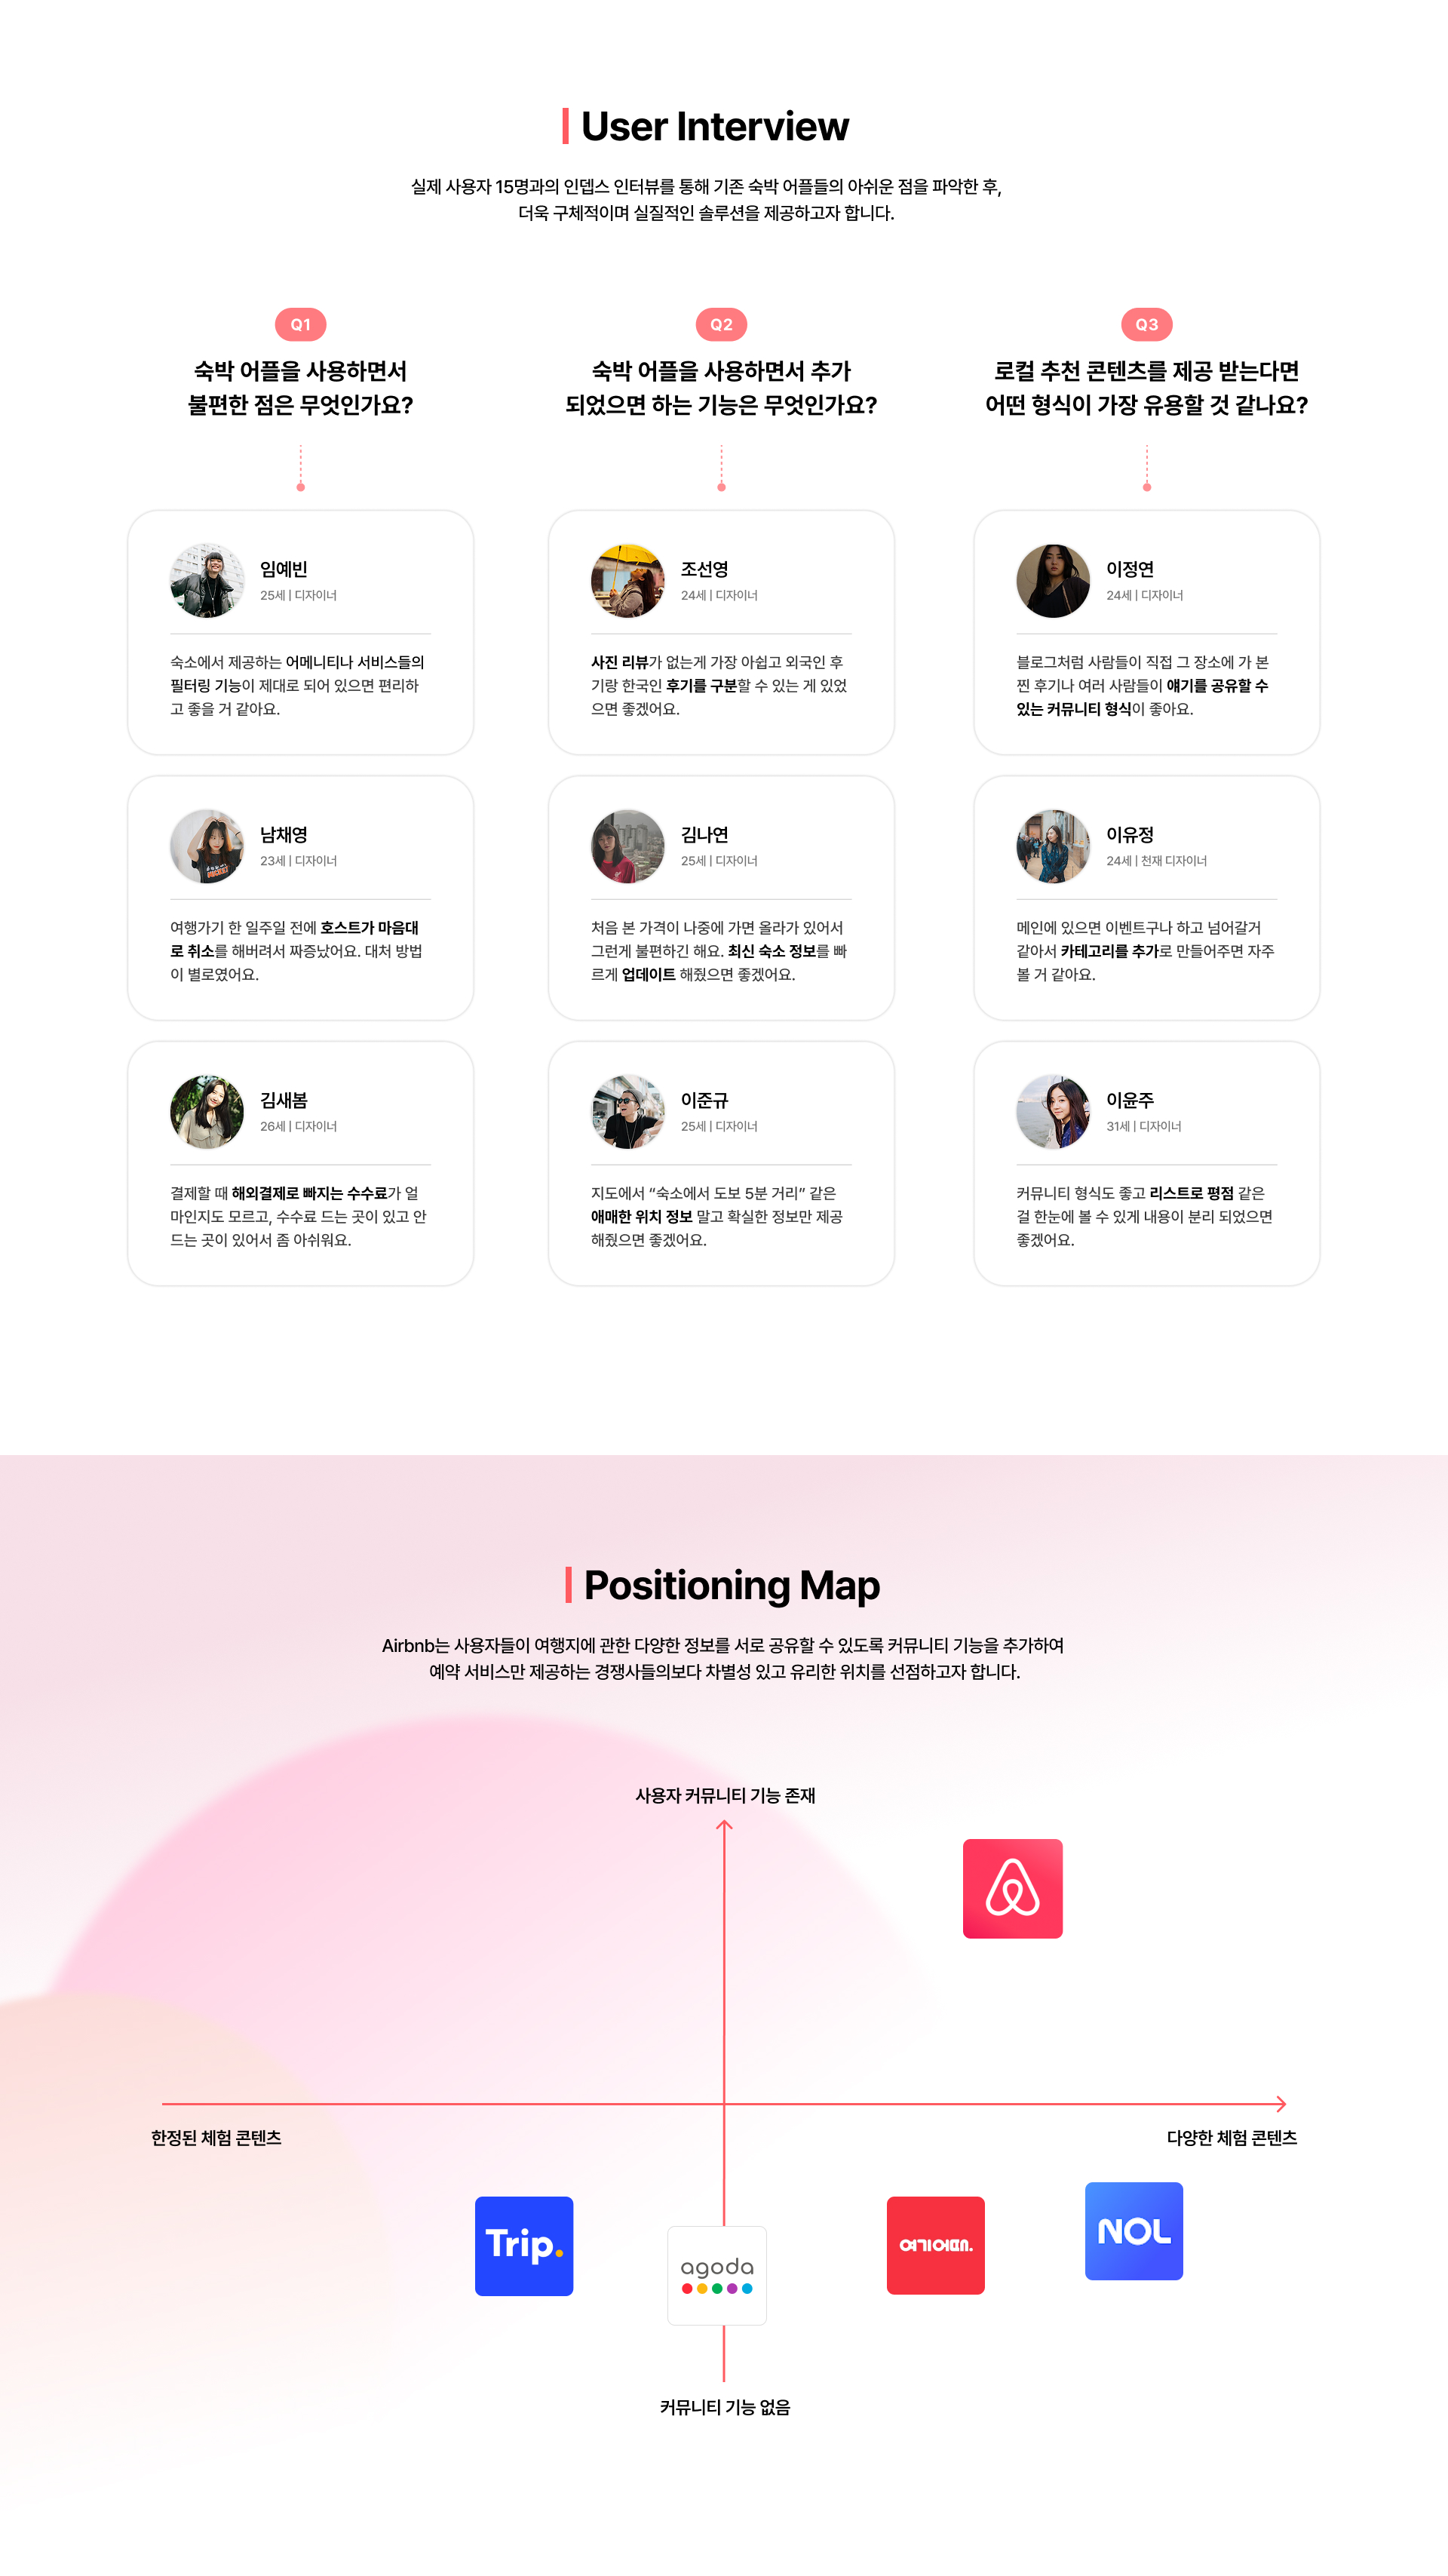 User Interview
실제 사용자 15명과의 인뎁스 인터뷰를 통해 기존 숙박 어플들의 아쉬운 점을 파악한 후,
더욱 구체적이며 실질적인 솔루션을 제공하고자 합니다.
Q1
숙박 어플을 사용하면서
불편한 점은 무엇인가요?
임예빈
25세 | 디자이너
숙소에서 제공하는 어메니티나 서비스들의
필터링 기능이 제대로 되어 있으면 편리하
고 좋을 거 같아요.
남채영
23세 | 디자이너
여행가기 한 일주일 전에 호스트가 마음대
로 취소를 해버려서 짜증났어요. 대처 방법
이 별로였어요.
김새봄
26세 | 디자이너
결제할 때 해외결제로 빠지는 수수료가 얼
마인지도 모르고, 수수료 드는 곳이 있고 안
드는 곳이 있어서 좀 아쉬워요.
Q2
숙박 어플을 사용하면서 추가
되었으면 하는 기능은 무엇인가요?
조선영
24세 | 디자이너
사진 리뷰가 없는게 가장 아쉽고 외국인 후
기랑 한국인 후기를 구분할 수 있는 게 있었
으면 좋겠어요.
김나연
25세 | 디자이너
처음 본 가격이 나중에 가면 올라가 있어서
그런게 불편하긴 해요. 최신 숙소 정보를 빠
르게 업데이트 해줬으면 좋겠어요.
이준규
25세 | 디자이너
지도에서 “숙소에서 도보 5분 거리” 같은
애매한 위치 정보 말고 확실한 정보만 제공
해줬으면 좋겠어요.
Q3
로컬 추천 콘텐츠를 제공 받는다면
어떤 형식이 가장 유용할 것 같나요?
이정연
24세 | 디자이너
블로그처럼 사람들이 직접 그 장소에 가 본
찐 후기나 여러 사람들이 얘기를 공유할 수
있는 커뮤니티 형식이 좋아요.
이유정
24세 | 천재 디자이너
메인에 있으면 이벤트구나 하고 넘어갈거
같아서 카테고리를 추가로 만들어주면 자주
볼 거 같아요.
이윤주
31세 | 디자이너
커뮤니티 형식도 좋고 리스트로 평점 같은
걸 한눈에 볼 수 있게 내용이 분리 되었으면
좋겠어요.
Positioning Map
Airbnb는 사용자들이 여행지에 관한 다양한 정보를 서로 공유할 수 있도록 커뮤니티 기능을 추가하여
예약 서비스만 제공하는 경쟁사들의보다 차별성 있고 유리한 위치를 선점하고자 합니다.
사용자 커뮤니티 기능 존재
한정된 체험 콘텐츠
다양한 체험 콘텐츠
Trip.
agoda
여기어때.
NOL
커뮤니티 기능 없음